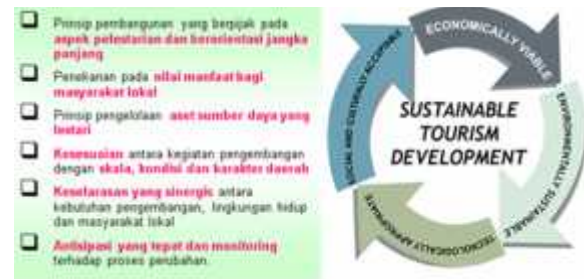 Prinsip pembangunan yang berpijak pada
aspek pelestarian dan berorientasi jangka
panjang
Penekanan pada nilai manfaat bagi
masyarakat lokal
Prinsip pengelolaan aset sumber daya yang
lestari
Kesesuaian antara kegiatan pengembangan
dengan skala, kondisi dan karakter daerah
Keselarasan yang sinergis antara
kebutuhan pengembangan, lingkungan hidup
dan masyarakat lokal
Antisipasi yang tepat dan monitoring
terhadap proses perubahan.
SUSTAINABLE
TOURISM
DEVELOPMENT
ECONOMICALLY VIABLE
ENVIRONMENTALLY SUSTAINABLE
TECNOLOGICALLY APPROPRIATE
SOCIAL AND CULTURALLY ACCEPTABLE